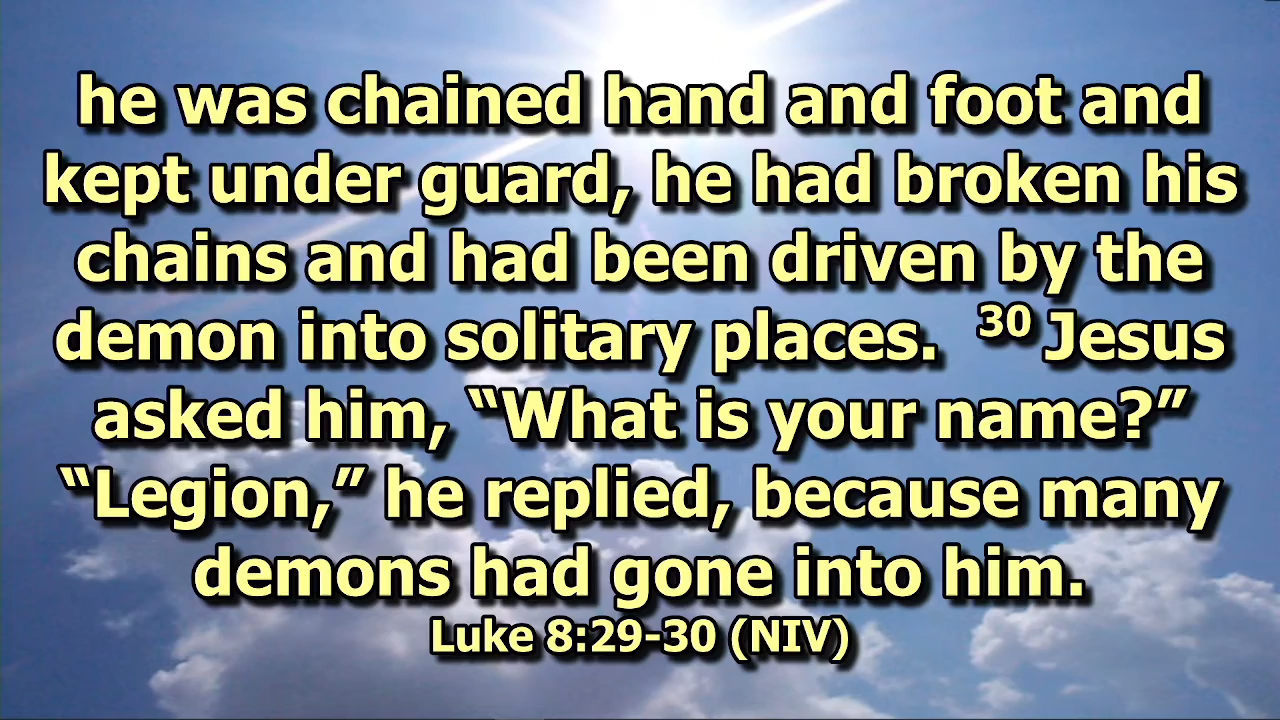 he was chained hand and foot and
kept under guard, he had broken his
chains and had been driven by the
demon into solitary places.  ³⁰ Jesus
asked him, “What is your name?”
“Legion,” he replied, because many
demons had gone into him.
Luke 8:29-30 (NIV)